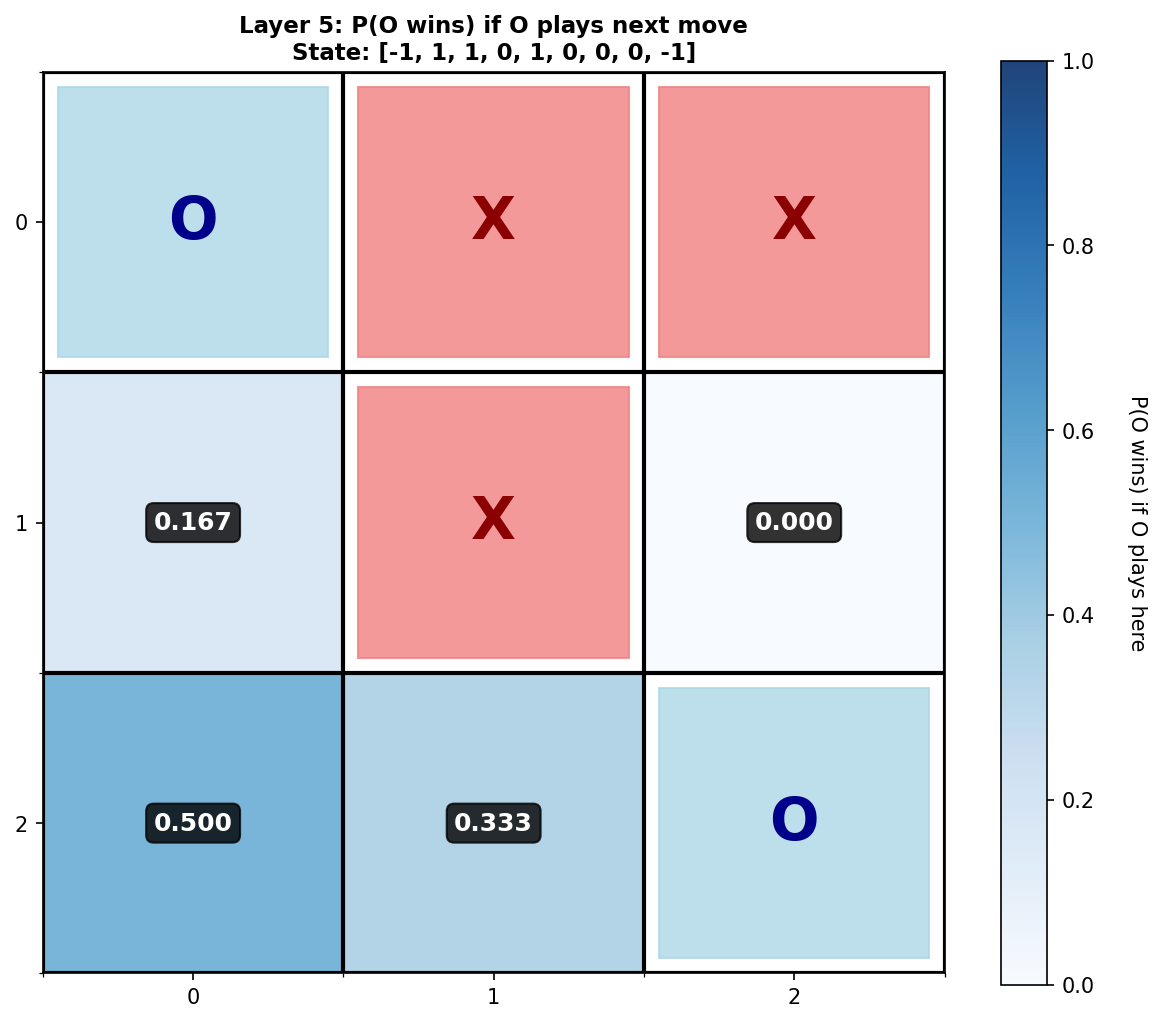 Layer 5: P(O wins) if O plays next move
State: [-1, 1, 1, 0, 1, 0, 0, 0, -1]
0
O
X
X
1
0.167
X
0.000
2
0.500
0.333
O
0
1
2
1.0
0.8
0.6
0.4
0.2
0.0
P(O wins) if O plays here